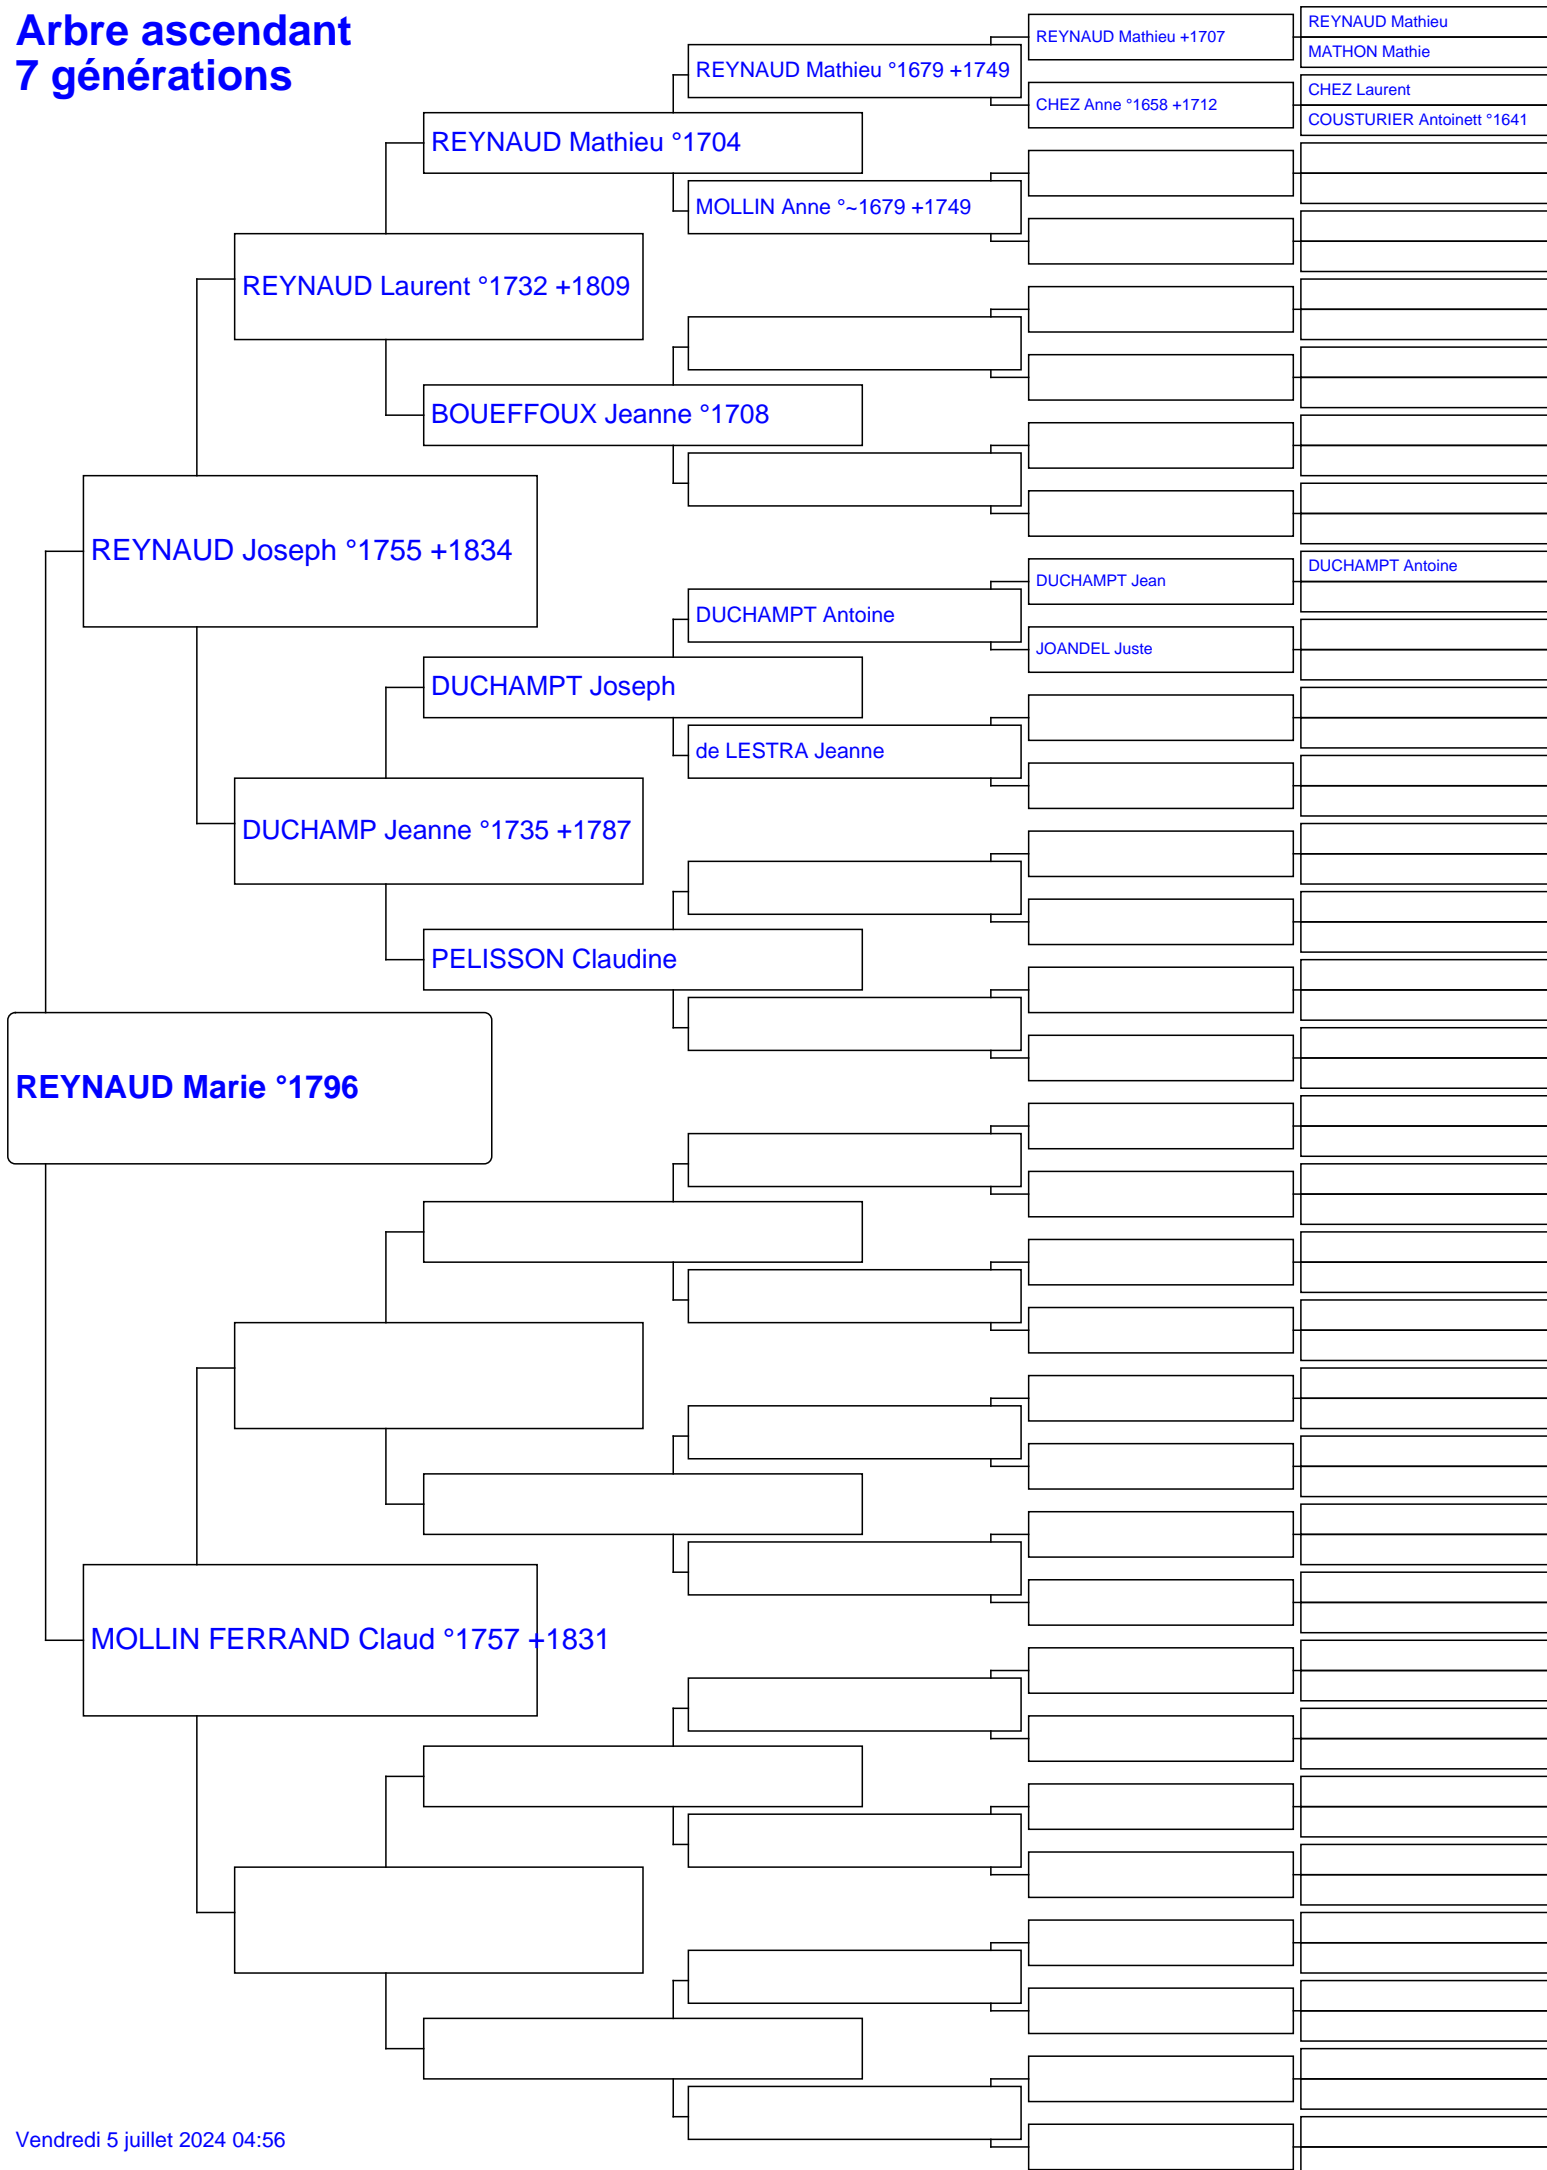 Arbre ascendant
7 générations
REYNAUD Mathieu
REYNAUD Mathieu +1707
MATHON Mathie
REYNAUD Mathieu °1679 +1749
CHEZ Laurent
CHEZ Anne °1658 +1712
COUSTURIER Antoinett °1641
REYNAUD Mathieu °1704
MOLLIN Anne °~1679 +1749
REYNAUD Laurent °1732 +1809
BOUEFFOUX Jeanne °1708
REYNAUD Joseph °1755 +1834
DUCHAMPT Antoine
DUCHAMPT Jean
DUCHAMPT Antoine
JOANDEL Juste
DUCHAMPT Joseph
de LESTRA Jeanne
DUCHAMP Jeanne °1735 +1787
PELISSON Claudine
REYNAUD Marie °1796
MOLLIN FERRAND Claud °1757 +1831
Vendredi 5 juillet 2024 04:56